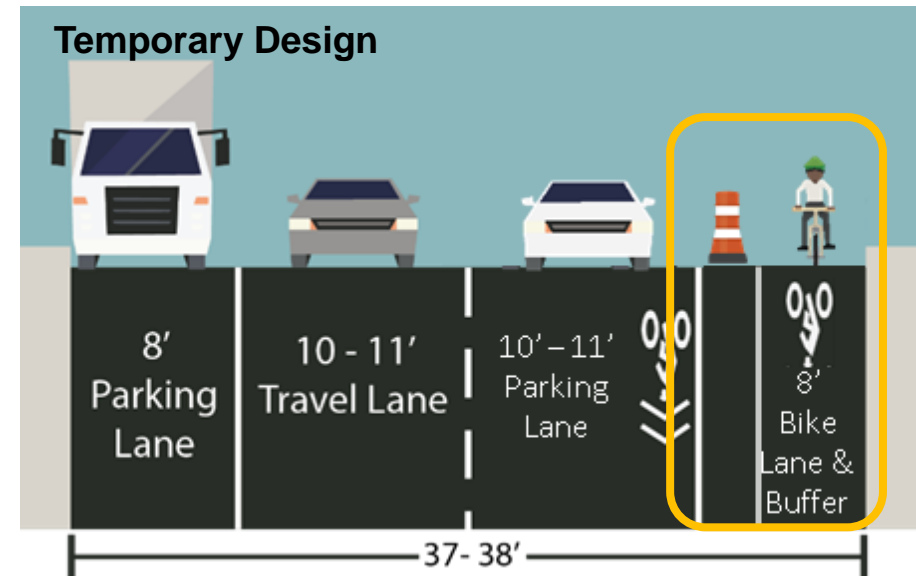 Temporary Design
8'
Parking
Lane
10 - 11'
Travel Lane
10'–11'
Parking
Lane
8'
Bike
Lane &
Buffer
37- 38'